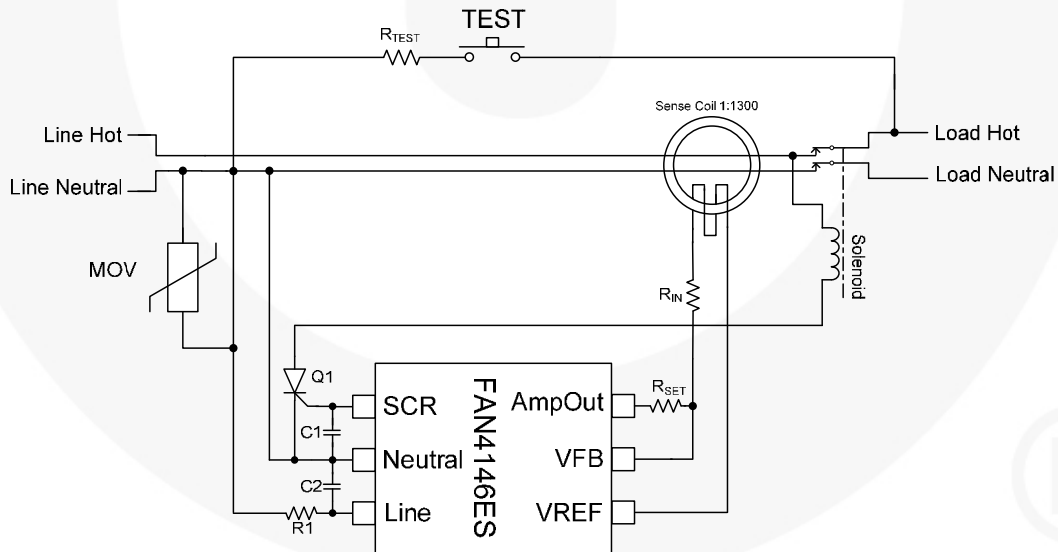 TEST
RTEST
Sense Coil 1:1300
Line Hot
Load Hot
Line Neutral
Load Neutral
MOV
Solenoid
RIN
Q1
FAN4146ES
RSET
SCR
AmpOut
C1
Neutral
VFB
C2
Line
VREF
R1